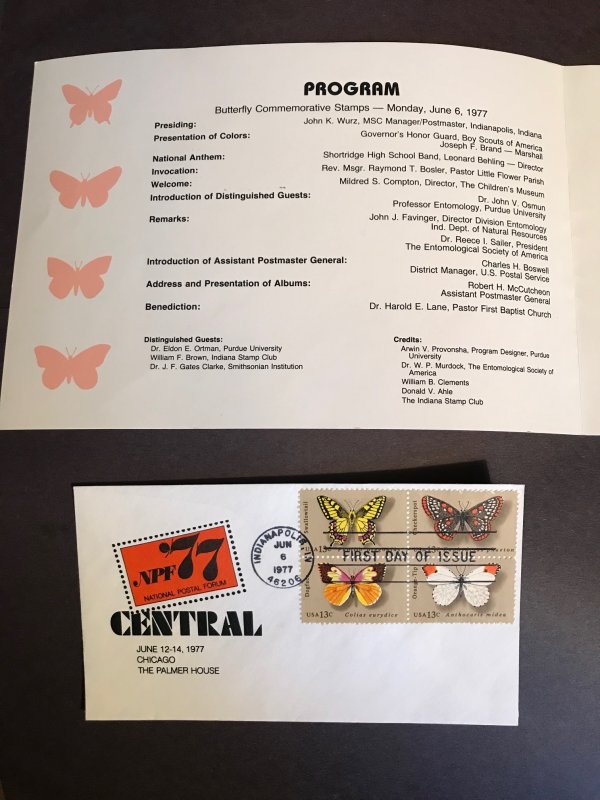 PROGRAM
Butterfly Commemorative Stamps — Monday, June 6, 1977
Presiding: John K. Wurz, MSC Manager/Postmaster, Indianapolis, Indiana
Presentation of Colors: Governor's Honor Guard, Boy Scouts of America
Joseph F. Brand — Marshall
National Anthem: Shortridge High School Band, Leonard Behling — Director
Invocation: Rev. Msgr. Raymond T. Bosler, Pastor Little Flower Parish
Welcome: Mildred S. Compton, Director, The Children's Museum
Introduction of Distinguished Guests: Dr. John V. Osmun
Professor Entomology, Purdue University
Remarks: John J. Favinger, Director Division Entomology
Ind. Dept. of Natural Resources
Dr. Reece I. Sailer, President
The Entomological Society of America
Introduction of Assistant Postmaster General: Charles H. Boswell
District Manager, U.S. Postal Service
Address and Presentation of Albums: Robert H. McCutcheon
Assistant Postmaster General
Benediction: Dr. Harold E. Lane, Pastor First Baptist Church
Distinguished Guests:
Dr. Eldon E. Ortman, Purdue University
William F. Brown, Indiana Stamp Club
Dr. J. F. Gates Clarke, Smithsonian Institution
Credits:
Arwin V. Provonsha, Program Designer, Purdue
University
Dr. W. P. Murdock, The Entomological Society of
America
William B. Clements
Donald V. Ahle
The Indiana Stamp Club
NPF '77
NATIONAL POSTAL FORUM
CENTRAL
JUNE 12-14, 1977
CHICAGO
THE PALMER HOUSE
INDIANAPOLIS
JUN
6
1977
46206
FIRST DAY OF ISSUE
Swallowtail
Checkerspot
USA 13c
Orange-Tip
USA 13c Colias eurydice
USA 13c Anthocaris midea